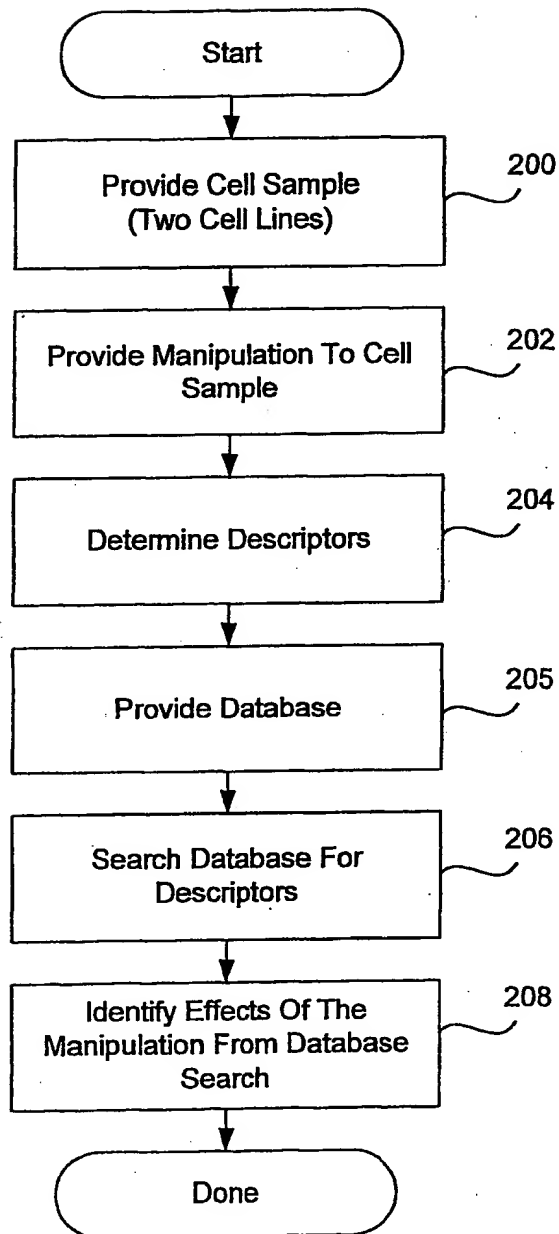 Start
Provide Cell Sample
(Two Cell Lines)
200
Provide Manipulation To Cell
Sample
202
Determine Descriptors
204
Provide Database
205
Search Database For
Descriptors
206
Identify Effects Of The
Manipulation From Database
Search
208
Done